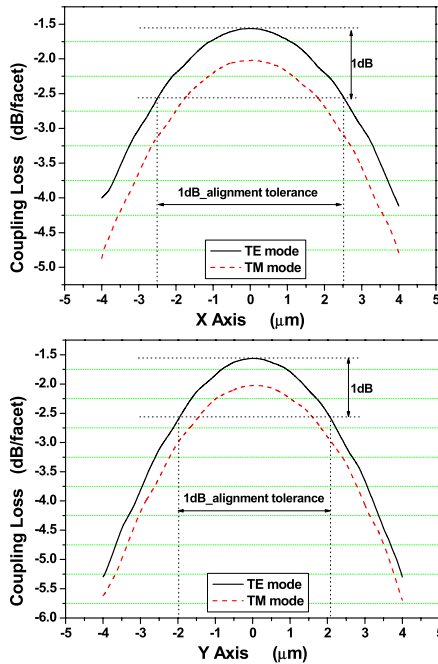 -1.5
-2.0
-2.5
-3.0
-3.5
-4.0
-4.5
-5.0
Coupling Loss (dB/facet)
1dB
1dB_alignment tolerance
TE mode
TM mode
-5 -4 -3 -2 -1 0 1 2 3 4 5
X Axis (μm)
-1.5
-2.0
-2.5
-3.0
-3.5
-4.0
-4.5
-5.0
-5.5
-6.0
Coupling Loss (dB/facet)
1dB
1dB_alignment tolerance
TE mode
TM mode
-5 -4 -3 -2 -1 0 1 2 3 4 5
Y Axis (μm)